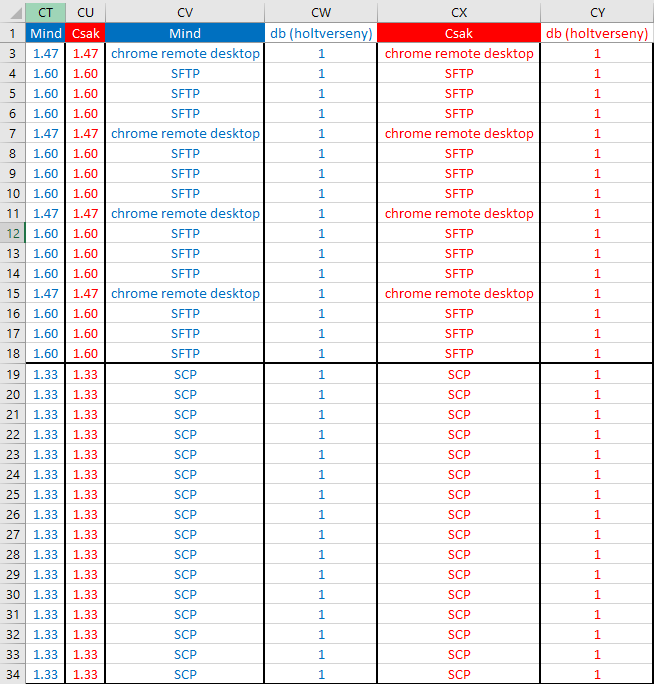 CT CU CV CW CX CY
1 Mind Csak Mind db (holtverseny) Csak db (holtverseny)
3 1.47 1.47 chrome remote desktop 1 chrome remote desktop 1
4 1.60 1.60 SFTP 1 SFTP 1
5 1.60 1.60 SFTP 1 SFTP 1
6 1.60 1.60 SFTP 1 SFTP 1
7 1.47 1.47 chrome remote desktop 1 chrome remote desktop 1
8 1.60 1.60 SFTP 1 SFTP 1
9 1.60 1.60 SFTP 1 SFTP 1
10 1.60 1.60 SFTP 1 SFTP 1
11 1.47 1.47 chrome remote desktop 1 chrome remote desktop 1
12 1.60 1.60 SFTP 1 SFTP 1
13 1.60 1.60 SFTP 1 SFTP 1
14 1.60 1.60 SFTP 1 SFTP 1
15 1.47 1.47 chrome remote desktop 1 chrome remote desktop 1
16 1.60 1.60 SFTP 1 SFTP 1
17 1.60 1.60 SFTP 1 SFTP 1
18 1.60 1.60 SFTP 1 SFTP 1
19 1.33 1.33 SCP 1 SCP 1
20 1.33 1.33 SCP 1 SCP 1
21 1.33 1.33 SCP 1 SCP 1
22 1.33 1.33 SCP 1 SCP 1
23 1.33 1.33 SCP 1 SCP 1
24 1.33 1.33 SCP 1 SCP 1
25 1.33 1.33 SCP 1 SCP 1
26 1.33 1.33 SCP 1 SCP 1
27 1.33 1.33 SCP 1 SCP 1
28 1.33 1.33 SCP 1 SCP 1
29 1.33 1.33 SCP 1 SCP 1
30 1.33 1.33 SCP 1 SCP 1
31 1.33 1.33 SCP 1 SCP 1
32 1.33 1.33 SCP 1 SCP 1
33 1.33 1.33 SCP 1 SCP 1
34 1.33 1.33 SCP 1 SCP 1